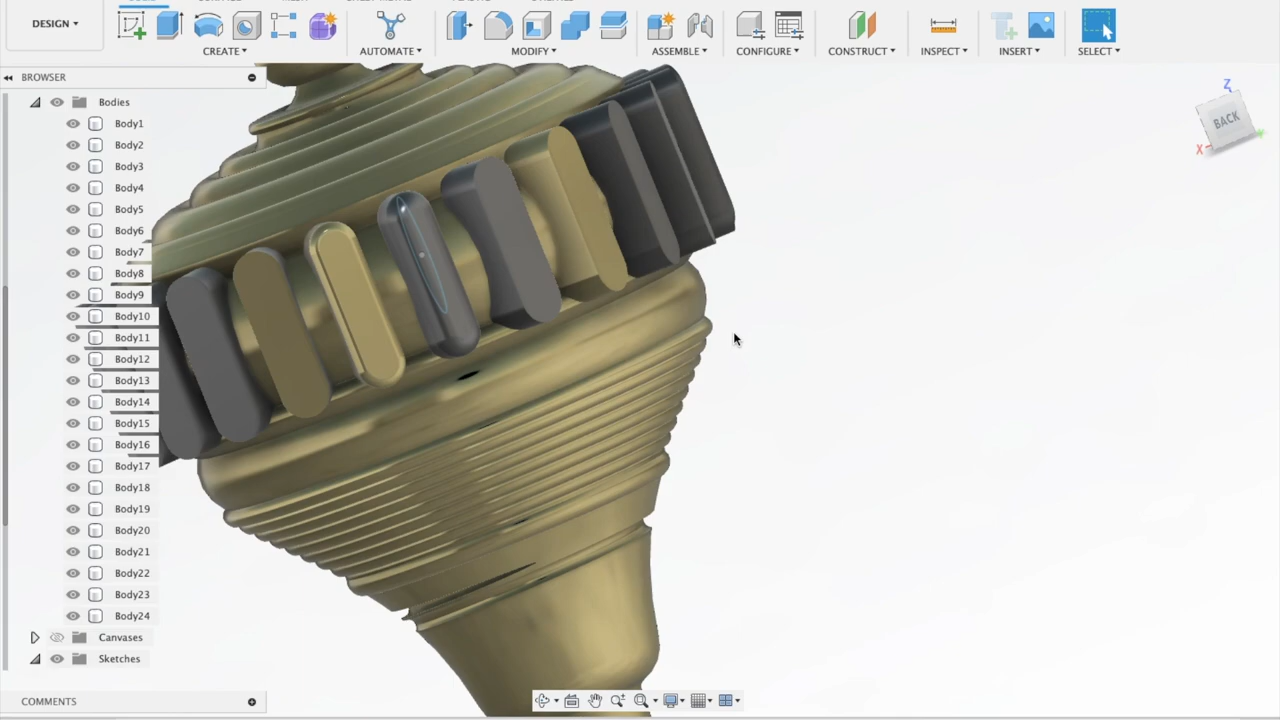 DESIGN
CREATE
AUTOMATE
MODIFY
ASSEMBLE
CONFIGURE
CONSTRUCT
INSPECT
INSERT
SELECT
BROWSER
Bodies
Body1
Body2
Body3
Body4
Body5
Body6
Body7
Body8
Body9
Body10
Body11
Body12
Body13
Body14
Body15
Body16
Body17
Body18
Body19
Body20
Body21
Body22
Body23
Body24
Canvases
Sketches
COMMENTS
Z
BACK
X